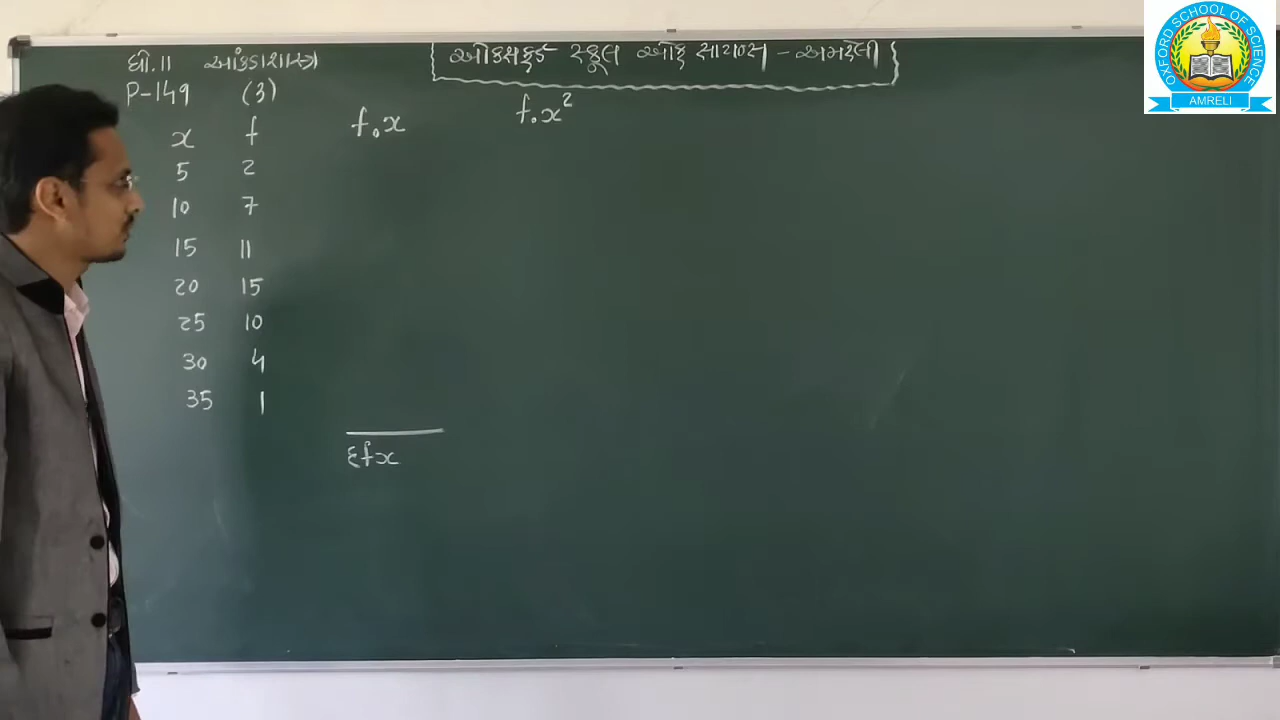 ધો.11 આંકડાશાસ્ત્ર
{ ઓક્સફર્ડ સ્કૂલ ઓફ સાયન્સ - અમરેલી }
P-149 (3)
x f f.x f.x²
5 2
10 7
15 11
20 15
25 10
30 4
35 1
Σfx
OXFORD SCHOOL OF SCIENCE
AMRELI